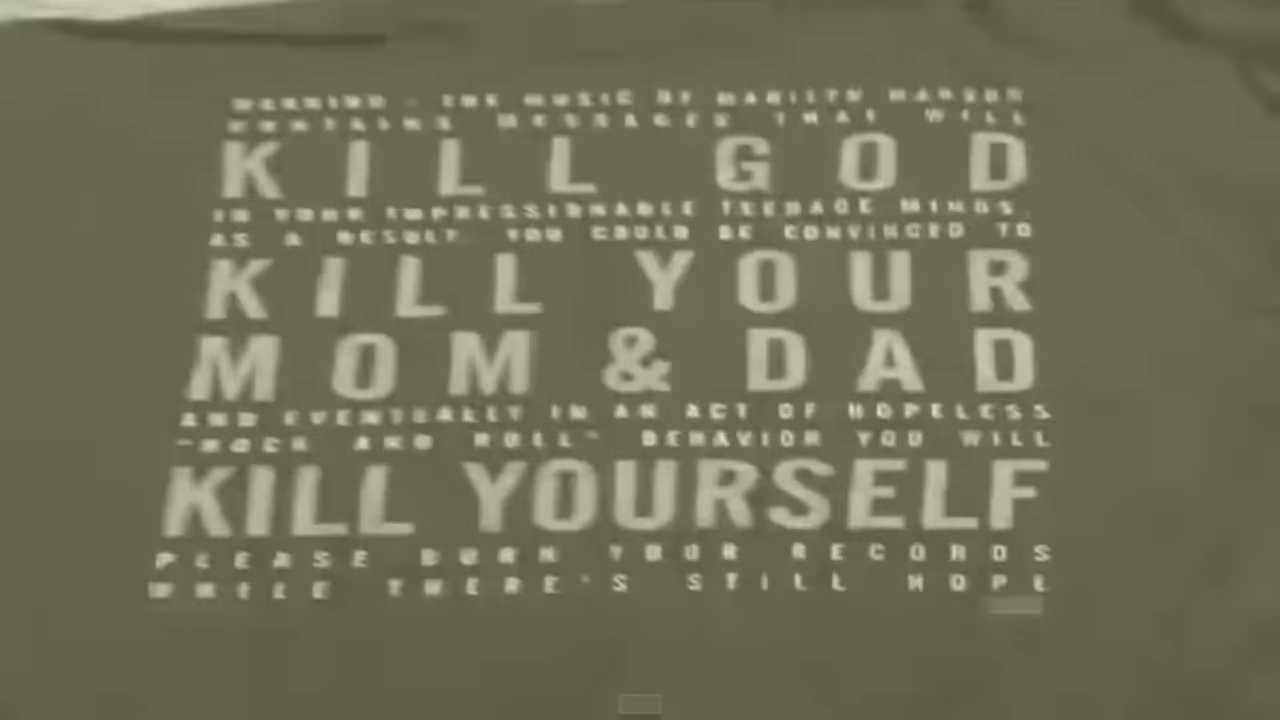 WARNING - THE MUSIC OF MARILYN MANSON
CONTAINS MESSAGES THAT WILL
KILL GOD
IN YOUR IMPRESSIONABLE TEENAGE MINDS.
AS A RESULT YOU COULD BE CONVINCED TO
KILL YOUR
MOM & DAD
AND EVENTUALLY IN AN ACT OF HOPELESS
"ROCK AND ROLL" BEHAVIOR YOU WILL
KILL YOURSELF
PLEASE BURN YOUR RECORDS
WHILE THERE'S STILL HOPE